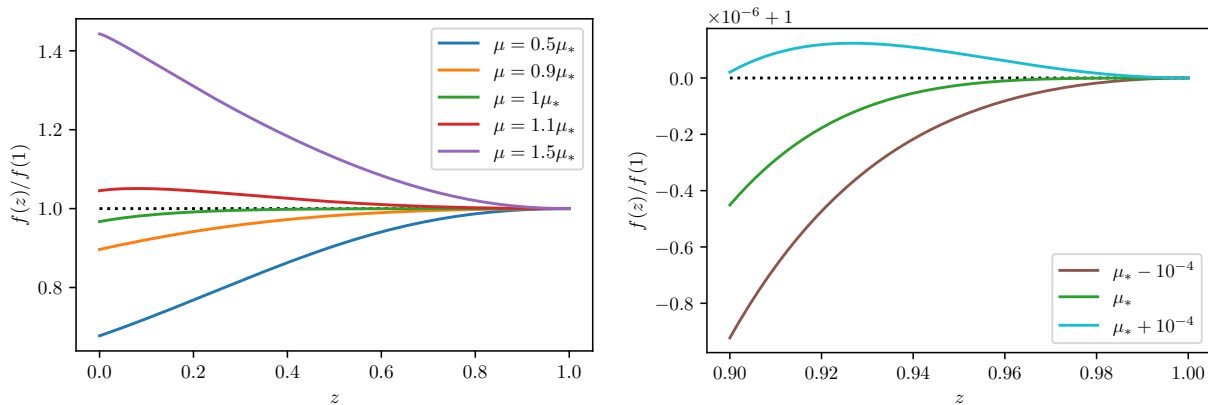 1.4
1.2
1.0
0.8
f(z)/f(1)
0.0 0.2 0.4 0.6 0.8 1.0
z
μ = 0.5μ*
μ = 0.9μ*
μ = 1μ*
μ = 1.1μ*
μ = 1.5μ*
×10⁻⁶ + 1
0.0
−0.2
−0.4
−0.6
−0.8
f(z)/f(1)
0.90 0.92 0.94 0.96 0.98 1.00
z
μ* − 10⁻⁴
μ*
μ* + 10⁻⁴